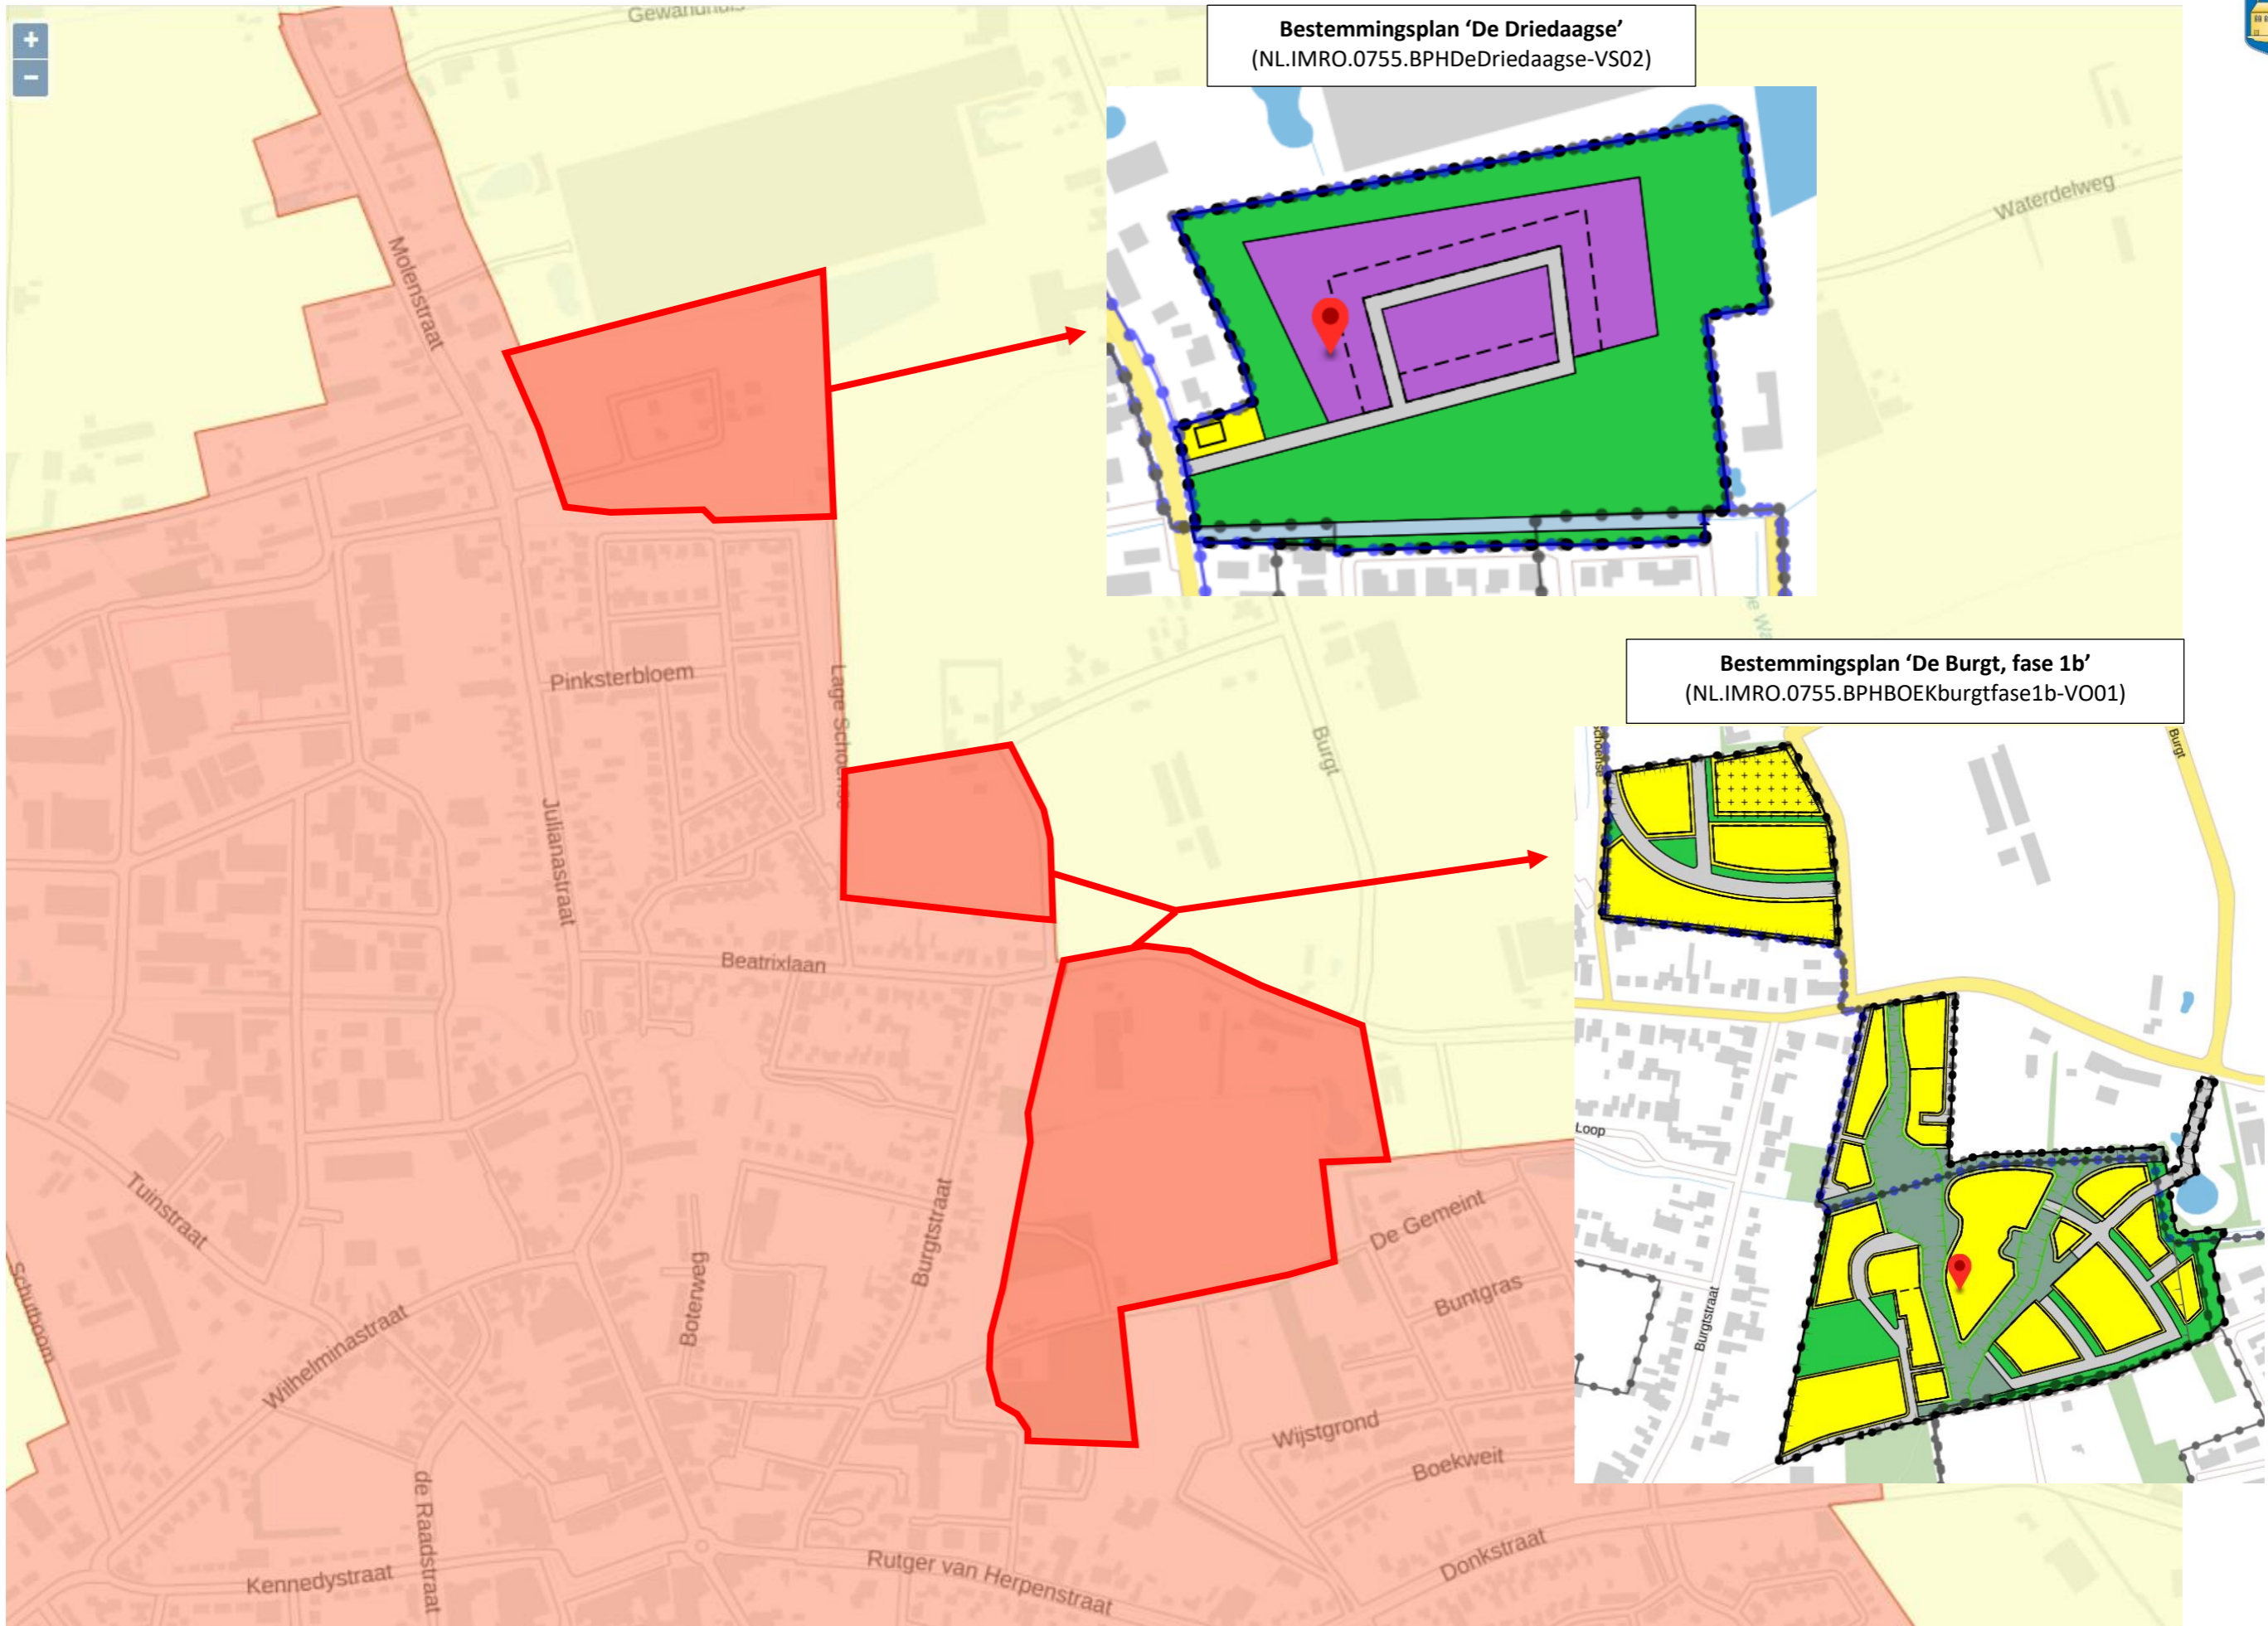 +
−
Bestemmingsplan ‘De Driedaagse’
(NL.IMRO.0755.BPHDeDriedaagse-VS02)
Waterdelweg
Molenstraat
Bestemmingsplan ‘De Burgt, fase 1b’
(NL.IMRO.0755.BPHBOEKburgtfase1b-VO01)
Pinksterbloem
Burgt
Burgt
Julianastraat
Beatrixlaan
Loop
Tuinstraat
Burgtstraat
De Gemeint
Boterweg
Buntgras
Burgtstraat
Schutboom
Wilhelminastraat
Wijstgrond
Boekweit
de Raadstraat
Donkstraat
Kennedystraat
Rutger van Herpenstraat